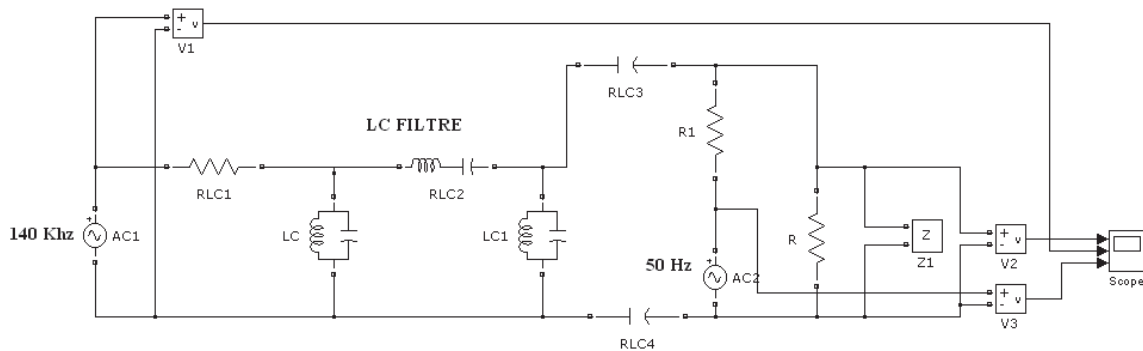 +
-
v
V1
RLC3
R1
LC FILTRE
RLC1
RLC2
140 Khz
+
AC1
LC
LC1
50 Hz
+
AC2
R
Z
Z1
+
-
v
V2
+
-
v
V3
Scope
RLC4